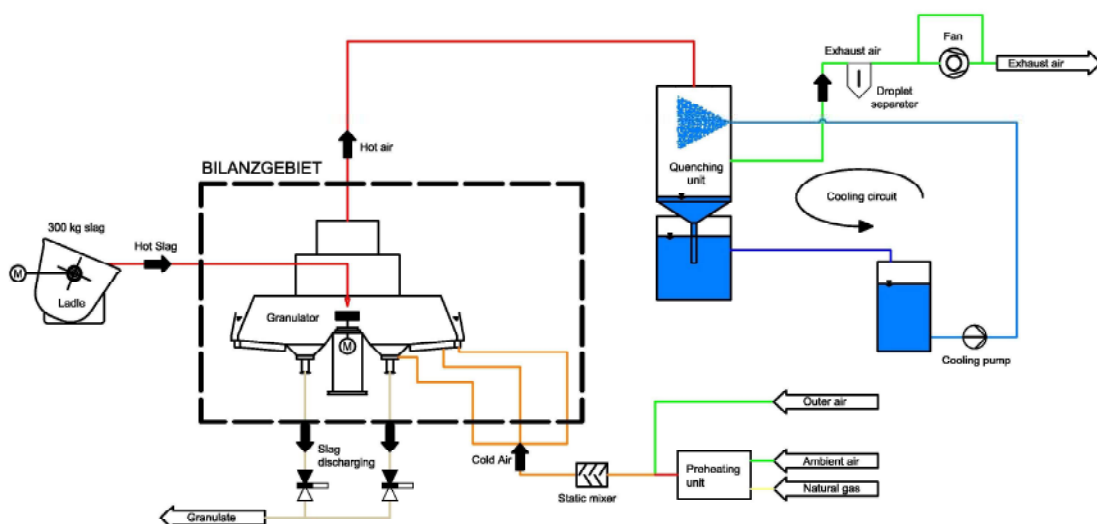 Fan
Exhaust air
Exhaust air
Droplet
separater
Hot air
Quenching
unit
BILANZGEBIET
Cooling circuit
300 kg slag
Hot Slag
M
Ladle
Granulator
M
Cooling pump
Outer air
Slag
discharging
Cold Air
Preheating
unit
Ambient air
Static mixer
Natural gas
Granulate